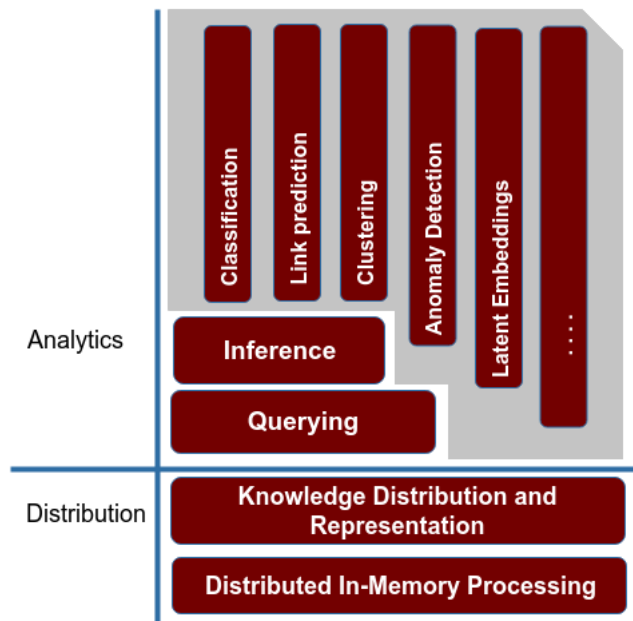 Classification
Link prediction
Clustering
Anomaly Detection
Latent Embeddings
....
Analytics
Inference
Querying
Distribution
Knowledge Distribution and
Representation
Distributed In-Memory Processing